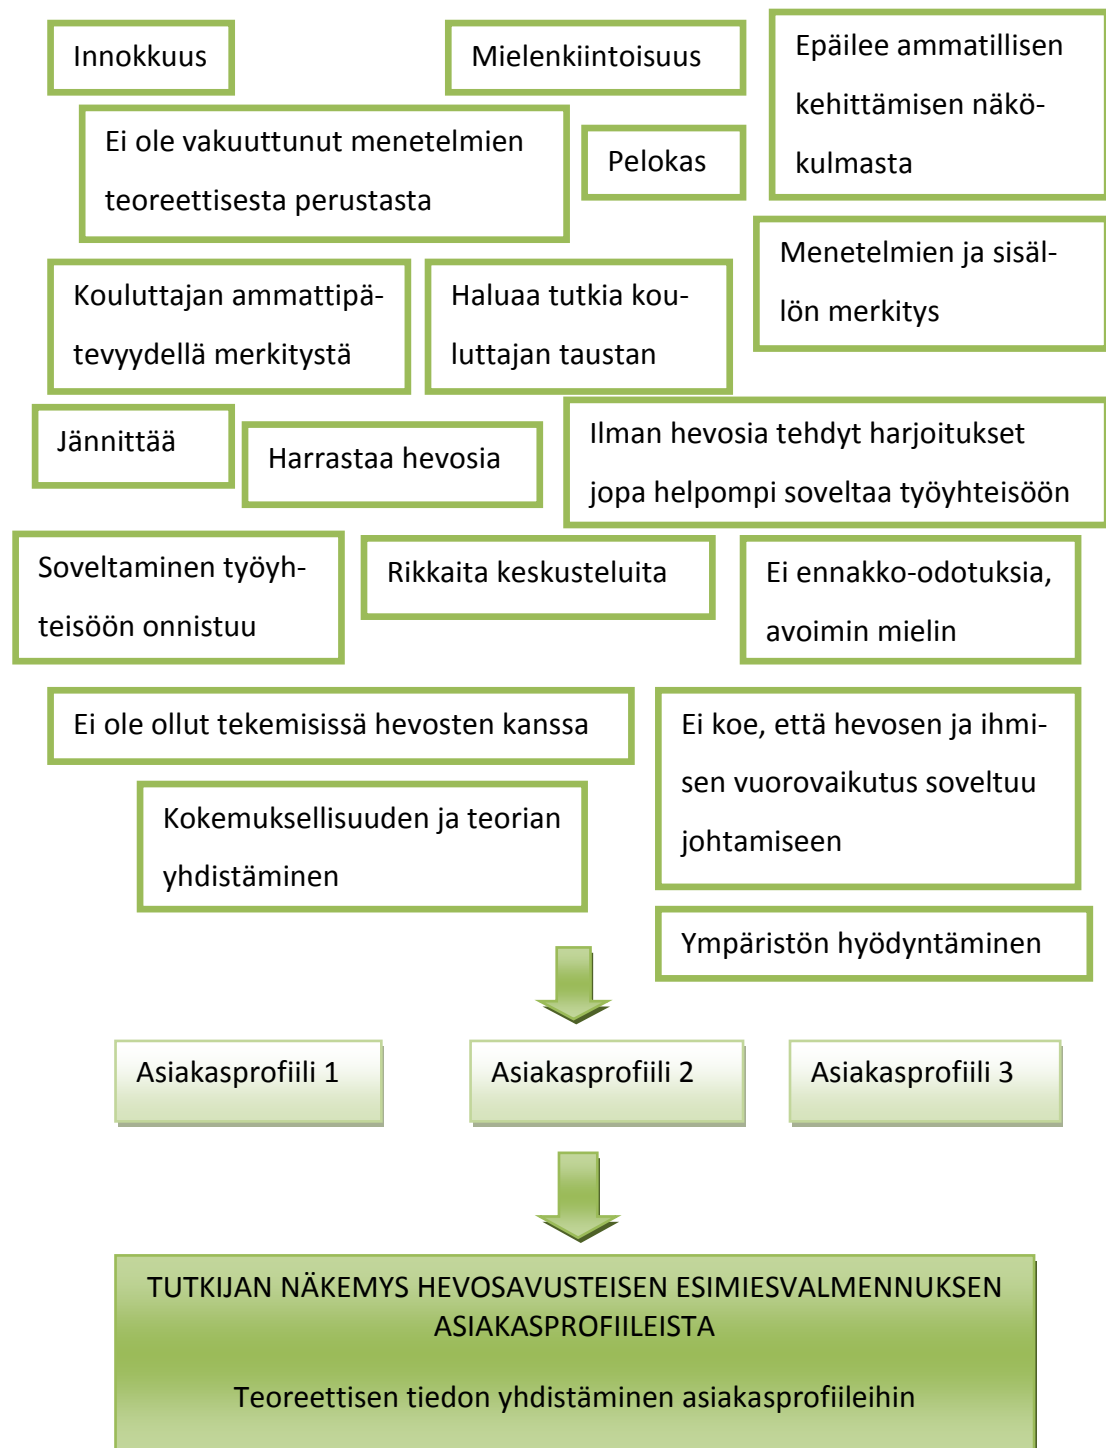 Innokkuus
Mielenkiintoisuus
Epäilee ammatillisen
kehittämisen näkö-
kulmasta
Ei ole vakuuttunut menetelmien
teoreettisesta perustasta
Pelokas
Menetelmien ja sisäl-
lön merkitys
Kouluttajan ammattipä-
tevyydellä merkitystä
Haluaa tutkia kou-
luttajan taustan
Jännittää
Harrastaa hevosia
Ilman hevosia tehdyt harjoitukset
jopa helpompi soveltaa työyhteisöön
Soveltaminen työyh-
teisöön onnistuu
Rikkaita keskusteluita
Ei ennakko-odotuksia,
avoimin mielin
Ei ole ollut tekemisissä hevosten kanssa
Ei koe, että hevosen ja ihmi-
sen vuorovaikutus soveltuu
johtamiseen
Kokemuksellisuuden ja teorian
yhdistäminen
Ympäristön hyödyntäminen
Asiakasprofiili 1
Asiakasprofiili 2
Asiakasprofiili 3
TUTKIJAN NÄKEMYS HEVOSAVUSTEISEN ESIMIESVALMENNUKSEN
ASIAKASPROFIILEISTA
Teoreettisen tiedon yhdistäminen asiakasprofiileihin